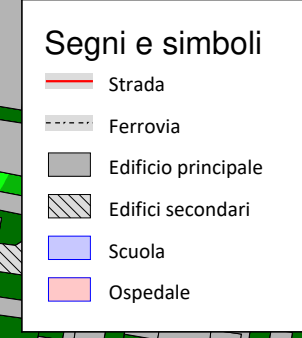 Segni e simboli
Strada
Ferrovia
Edificio principale
Edifici secondari
Scuola
Ospedale